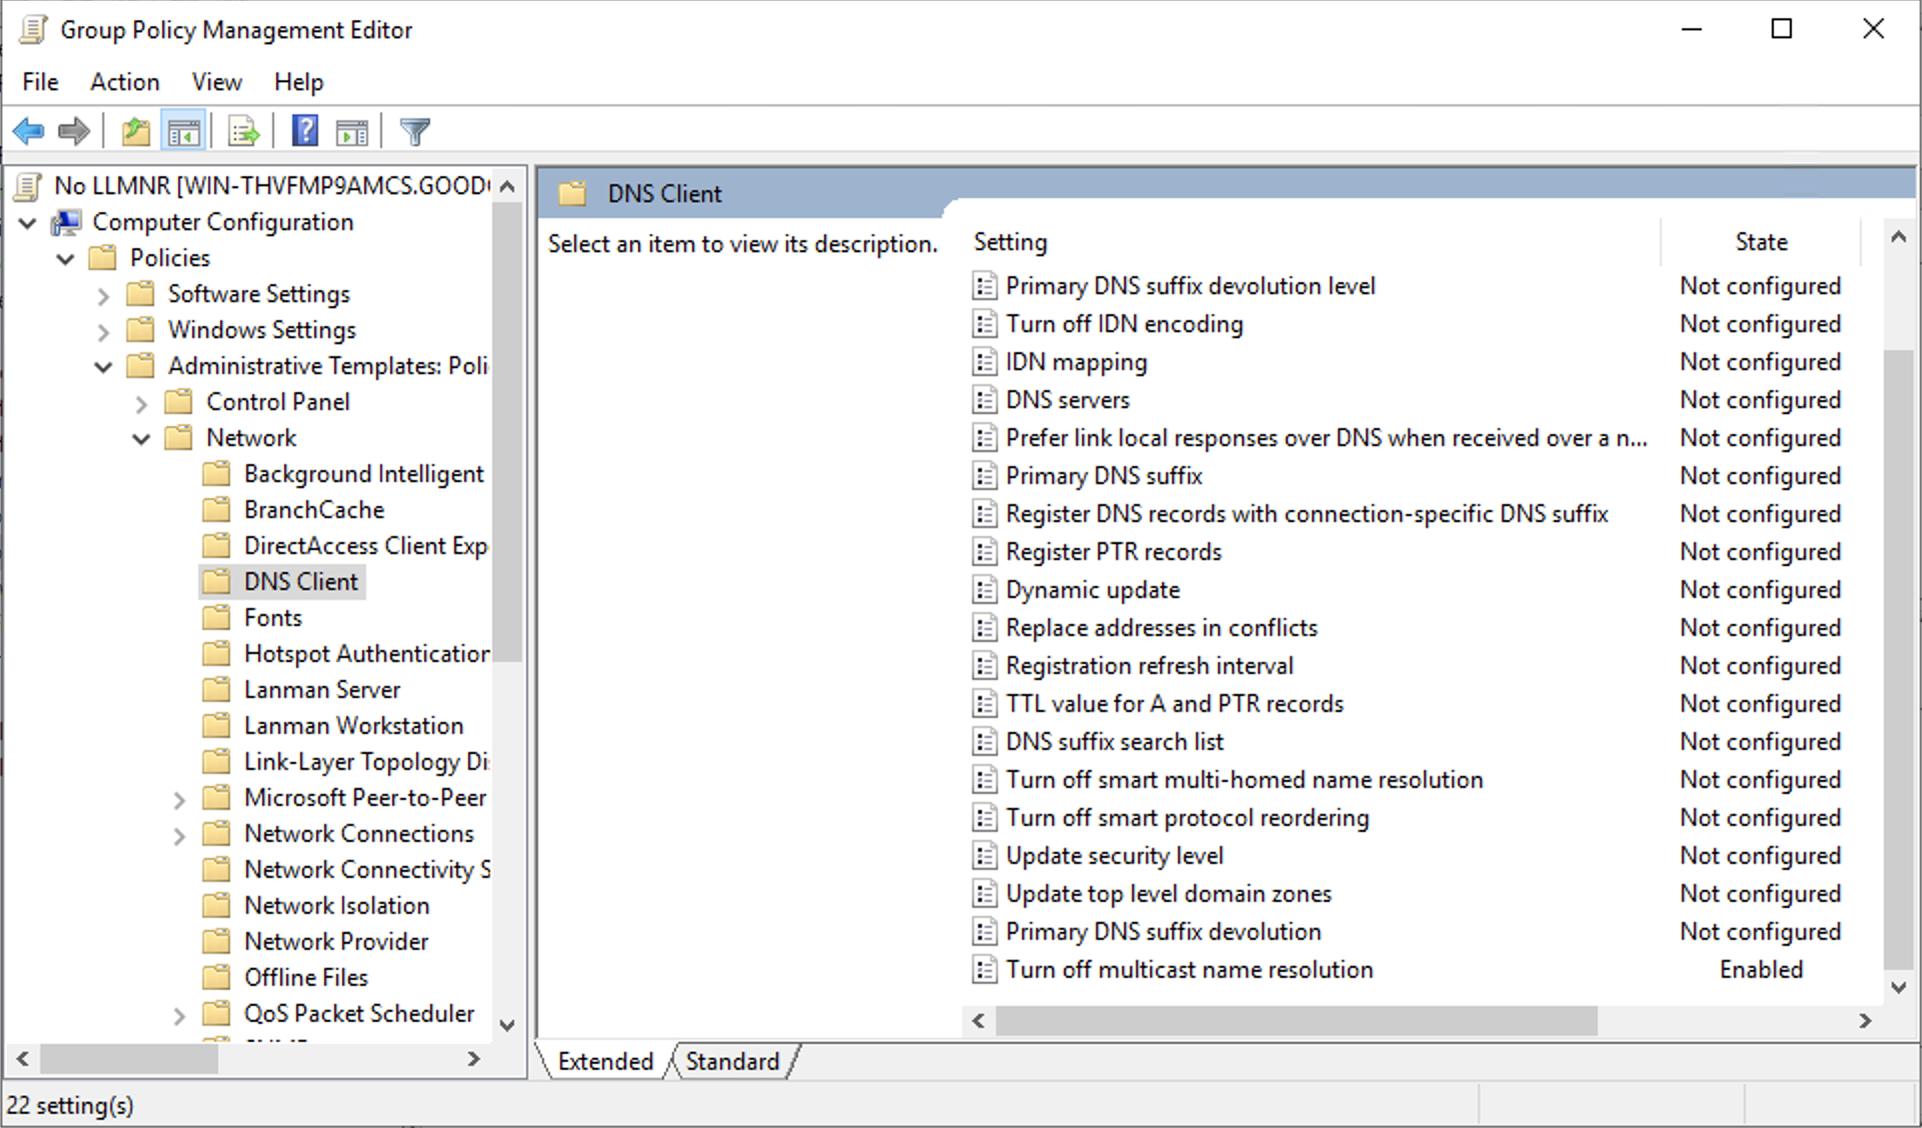 Group Policy Management Editor
File Action View Help
No LLMNR [WIN-THVFMP9AMCS.GOOD
Computer Configuration
Policies
Software Settings
Windows Settings
Administrative Templates: Poli
Control Panel
Network
Background Intelligent
BranchCache
DirectAccess Client Exp
DNS Client
Fonts
Hotspot Authentication
Lanman Server
Lanman Workstation
Link-Layer Topology Di
Microsoft Peer-to-Peer
Network Connections
Network Connectivity S
Network Isolation
Network Provider
Offline Files
QoS Packet Scheduler
DNS Client
Select an item to view its description.
Setting State
Primary DNS suffix devolution level Not configured
Turn off IDN encoding Not configured
IDN mapping Not configured
DNS servers Not configured
Prefer link local responses over DNS when received over a n... Not configured
Primary DNS suffix Not configured
Register DNS records with connection-specific DNS suffix Not configured
Register PTR records Not configured
Dynamic update Not configured
Replace addresses in conflicts Not configured
Registration refresh interval Not configured
TTL value for A and PTR records Not configured
DNS suffix search list Not configured
Turn off smart multi-homed name resolution Not configured
Turn off smart protocol reordering Not configured
Update security level Not configured
Update top level domain zones Not configured
Primary DNS suffix devolution Not configured
Turn off multicast name resolution Enabled
Extended Standard
22 setting(s)